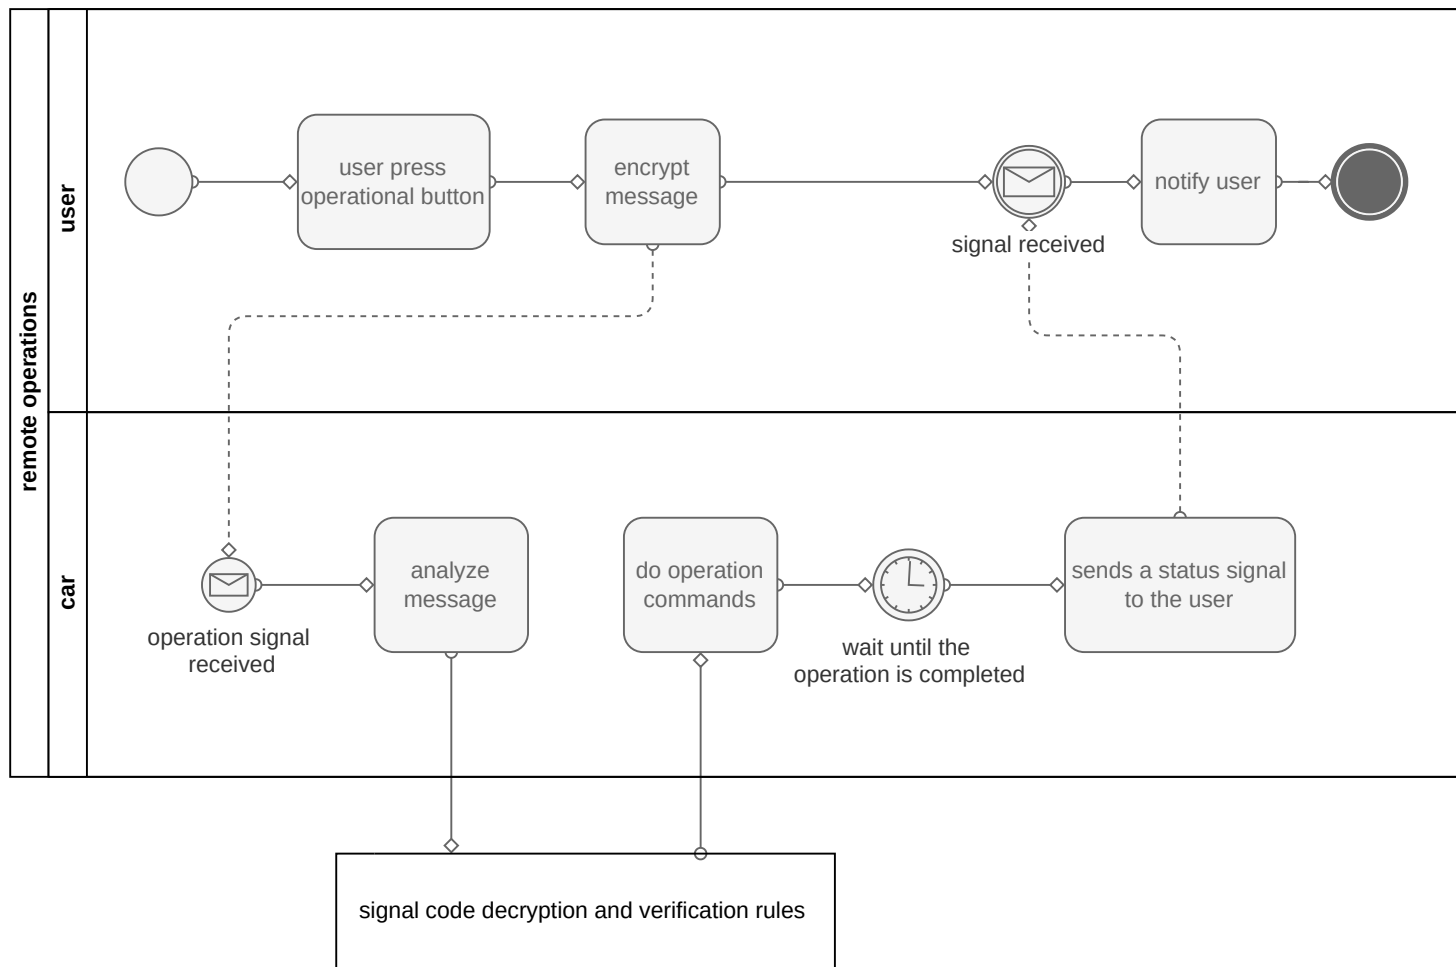 remote operations
user
user press
operational button
encrypt
message
signal received
notify user
car
operation signal
received
analyze
message
do operation
commands
wait until the
operation is completed
sends a status signal
to the user
signal code decryption and verification rules